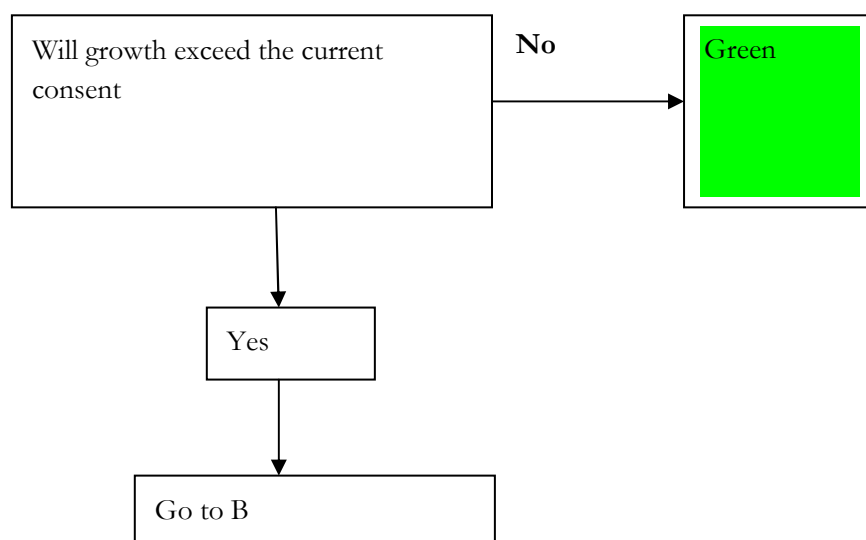 Will growth exceed the current
consent
No
Green
Yes
Go to B